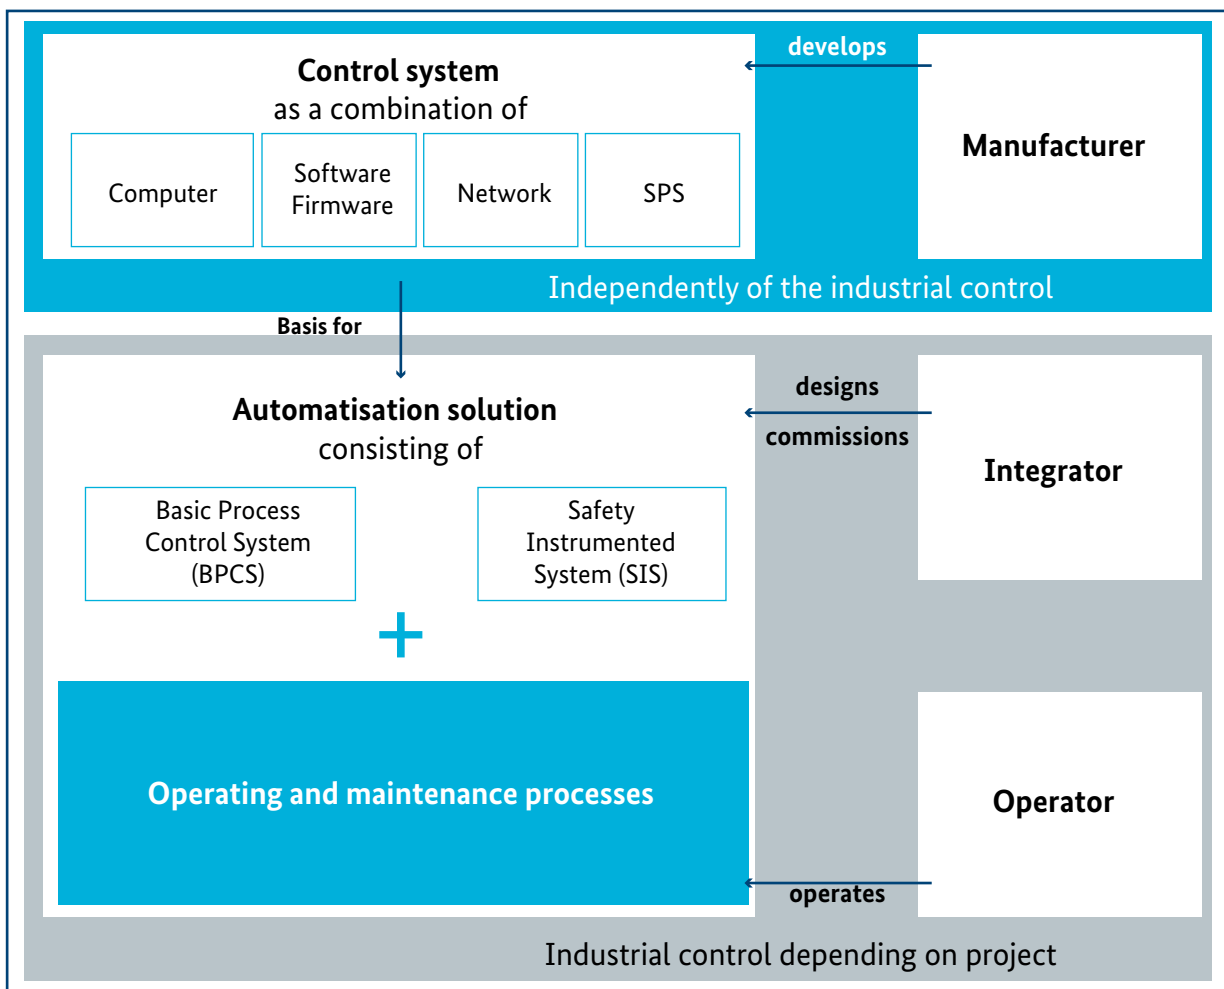 Control system
as a combination of
Computer
Software
Firmware
Network
SPS
develops
Manufacturer
Independently of the industrial control
Basis for
Automatisation solution
consisting of
Basic Process
Control System
(BPCS)
Safety
Instrumented
System (SIS)
+
designs
commissions
Integrator
Operating and maintenance processes
Operator
operates
Industrial control depending on project